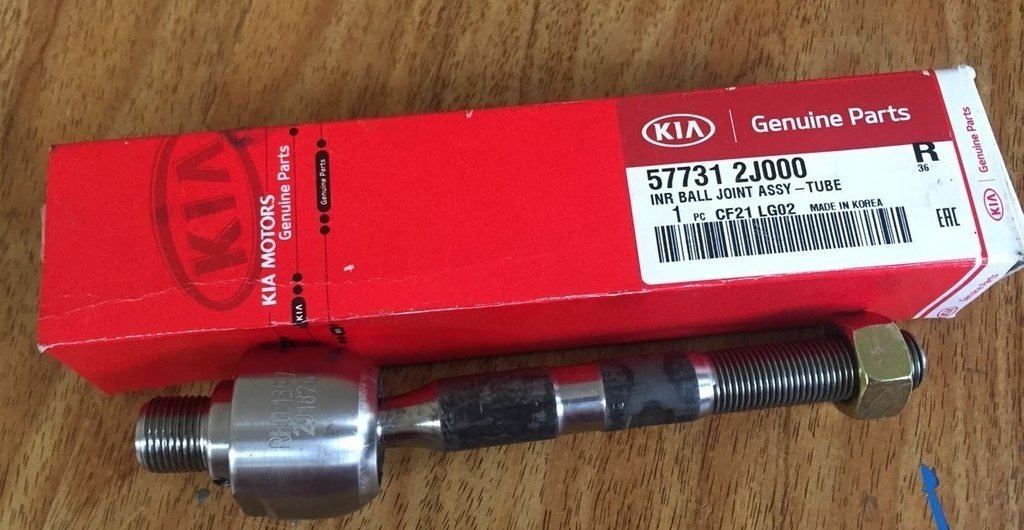 KIA
KIA MOTORS
Genuine Parts
Genuine Parts
KIA
KIA Genuine Parts
57731 2J000
R
36
INR BALL JOINT ASSY-TUBE
1 PC CF21 LG02 MADE IN KOREA
EAC
KIA
Genuine Parts